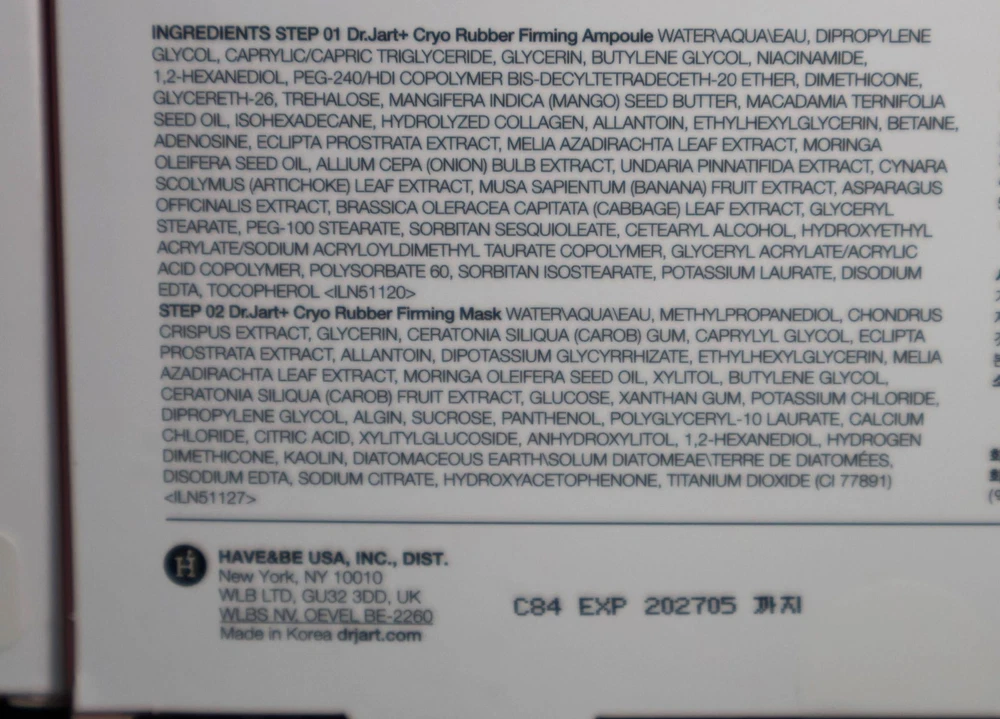 INGREDIENTS STEP 01 Dr.Jart+ Cryo Rubber Firming Ampoule WATER\AQUA\EAU, DIPROPYLENE
GLYCOL, CAPRYLIC/CAPRIC TRIGLYCERIDE, GLYCERIN, BUTYLENE GLYCOL, NIACINAMIDE,
1,2-HEXANEDIOL, PEG-240/HDI COPOLYMER BIS-DECYLTETRADECETH-20 ETHER, DIMETHICONE,
GLYCERETH-26, TREHALOSE, MANGIFERA INDICA (MANGO) SEED BUTTER, MACADAMIA TERNIFOLIA
SEED OIL, ISOHEXADECANE, HYDROLYZED COLLAGEN, ALLANTOIN, ETHYLHEXYLGLYCERIN, BETAINE,
ADENOSINE, ECLIPTA PROSTRATA EXTRACT, MELIA AZADIRACHTA LEAF EXTRACT, MORINGA
OLEIFERA SEED OIL, ALLIUM CEPA (ONION) BULB EXTRACT, UNDARIA PINNATIFIDA EXTRACT, CYNARA
SCOLYMUS (ARTICHOKE) LEAF EXTRACT, MUSA SAPIENTUM (BANANA) FRUIT EXTRACT, ASPARAGUS
OFFICINALIS EXTRACT, BRASSICA OLERACEA CAPITATA (CABBAGE) LEAF EXTRACT, GLYCERYL
STEARATE, PEG-100 STEARATE, SORBITAN SESQUIOLEATE, CETEARYL ALCOHOL, HYDROXYETHYL
ACRYLATE/SODIUM ACRYLOYLDIMETHYL TAURATE COPOLYMER, GLYCERYL ACRYLATE/ACRYLIC
ACID COPOLYMER, POLYSORBATE 60, SORBITAN ISOSTEARATE, POTASSIUM LAURATE, DISODIUM
EDTA, TOCOPHEROL <ILN51120>
STEP 02 Dr.Jart+ Cryo Rubber Firming Mask WATER\AQUA\EAU, METHYLPROPANEDIOL, CHONDRUS
CRISPUS EXTRACT, GLYCERIN, CERATONIA SILIQUA (CAROB) GUM, CAPRYLYL GLYCOL, ECLIPTA
PROSTRATA EXTRACT, ALLANTOIN, DIPOTASSIUM GLYCYRRHIZATE, ETHYLHEXYLGLYCERIN, MELIA
AZADIRACHTA LEAF EXTRACT, MORINGA OLEIFERA SEED OIL, XYLITOL, BUTYLENE GLYCOL,
CERATONIA SILIQUA (CAROB) FRUIT EXTRACT, GLUCOSE, XANTHAN GUM, POTASSIUM CHLORIDE,
DIPROPYLENE GLYCOL, ALGIN, SUCROSE, PANTHENOL, POLYGLYCERYL-10 LAURATE, CALCIUM
CHLORIDE, CITRIC ACID, XYLITYLGLUCOSIDE, ANHYDROXYLITOL, 1,2-HEXANEDIOL, HYDROGEN
DIMETHICONE, KAOLIN, DIATOMACEOUS EARTH\SOLUM DIATOMEAE\TERRE DE DIATOMÉES,
DISODIUM EDTA, SODIUM CITRATE, HYDROXYACETOPHENONE, TITANIUM DIOXIDE (CI 77891)
<ILN51127>
HAVE&BE USA, INC., DIST.
New York, NY 10010
WLB LTD, GU32 3DD, UK
WLBS NV, OEVEL BE-2260
Made in Korea drjart.com
C84 EXP 202705 까지